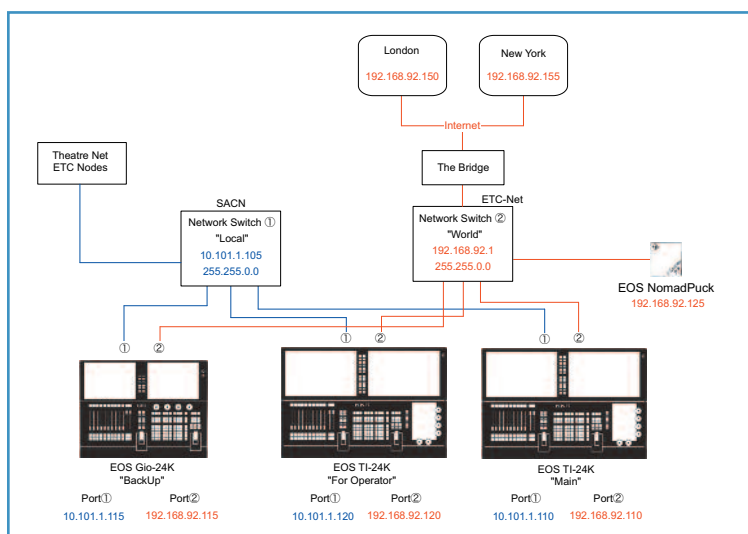 London
192.168.92.150
New York
192.168.92.155
Internet
Theatre Net
ETC Nodes
The Bridge
SACN
ETC-Net
Network Switch ①
"Local"
10.101.1.105
255.255.0.0
Network Switch ②
"World"
192.168.92.1
255.255.0.0
EOS NomadPuck
192.168.92.125
①
②
①
②
①
②
EOS Gio-24K
"BackUp"
Port①
Port②
10.101.1.115
192.168.92.115
EOS TI-24K
"For Operator"
Port①
Port②
10.101.1.120
192.168.92.120
EOS TI-24K
"Main"
Port①
Port②
10.101.1.110
192.168.92.110